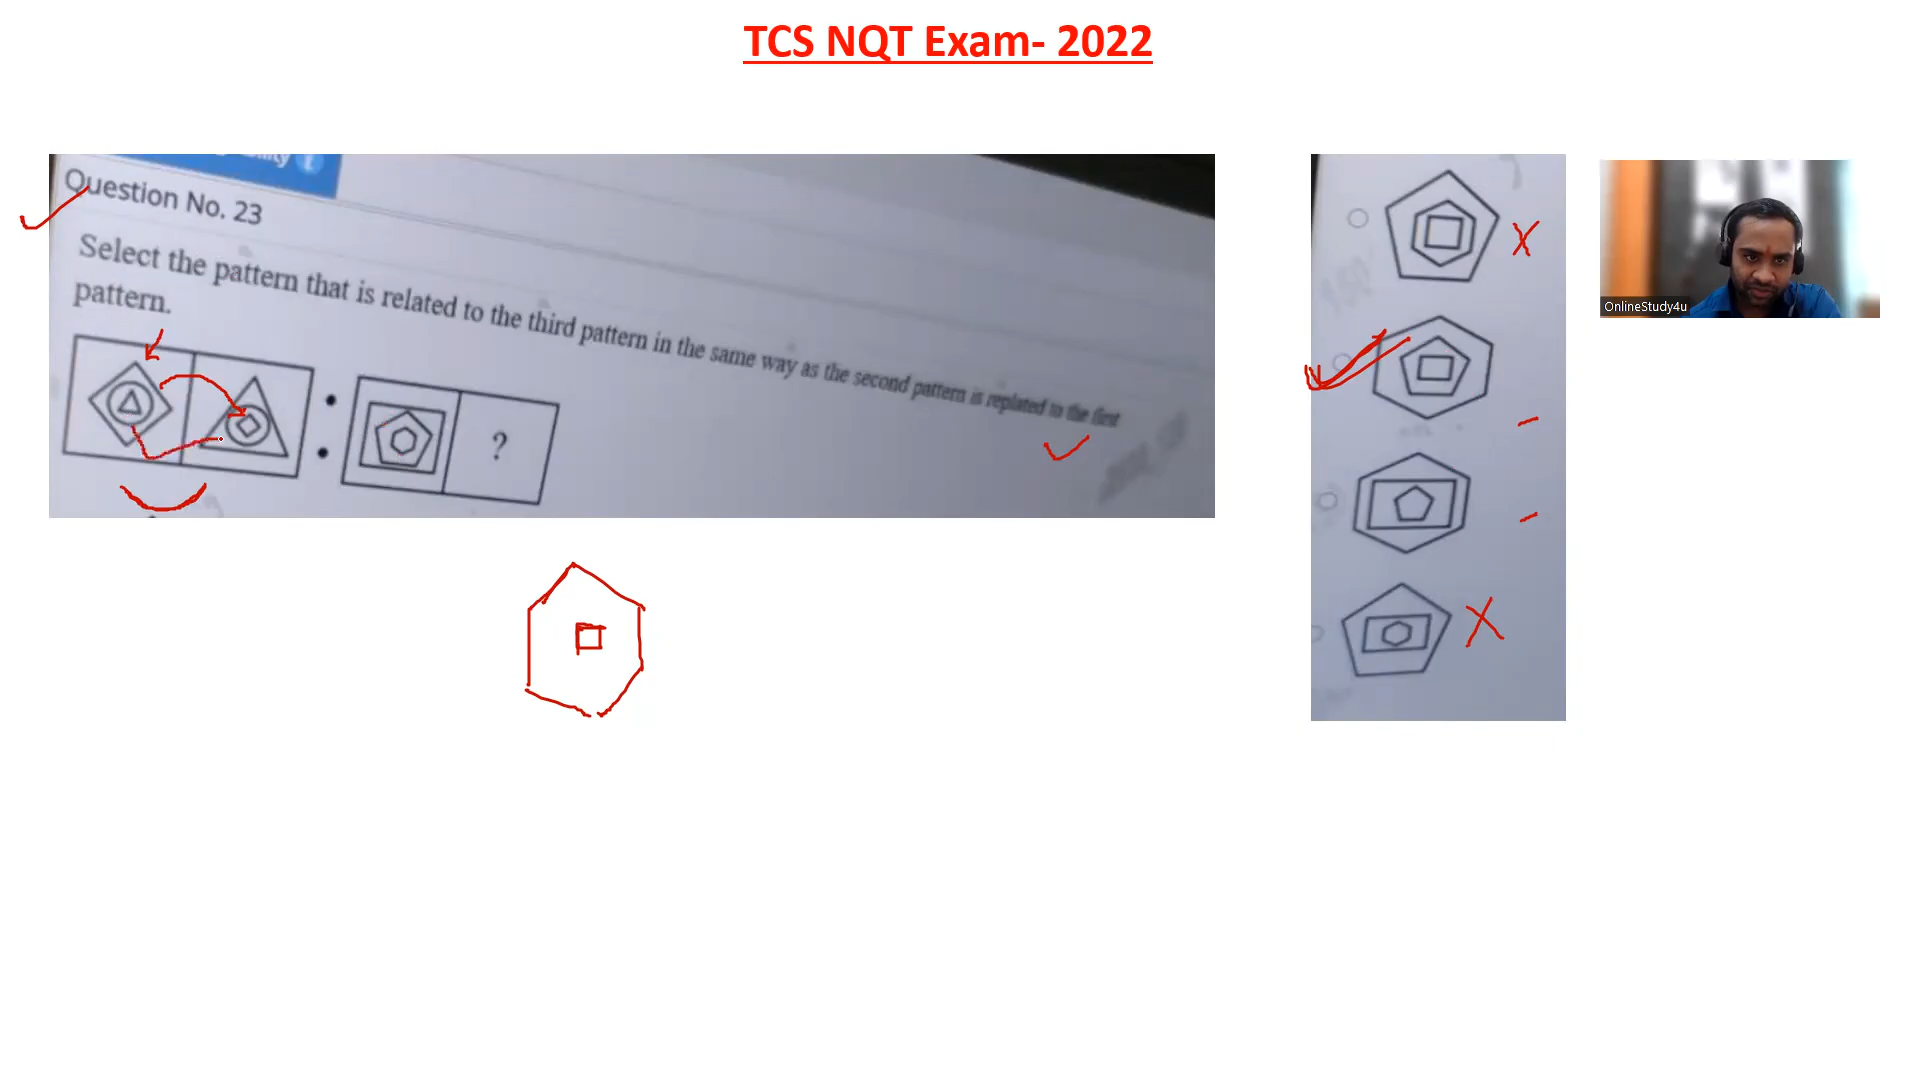 TCS NQT Exam- 2022
Question No. 23
Select the pattern that is related to the third pattern in the same way as the second pattern is replated to the first
pattern.
?
OnlineStudy4u